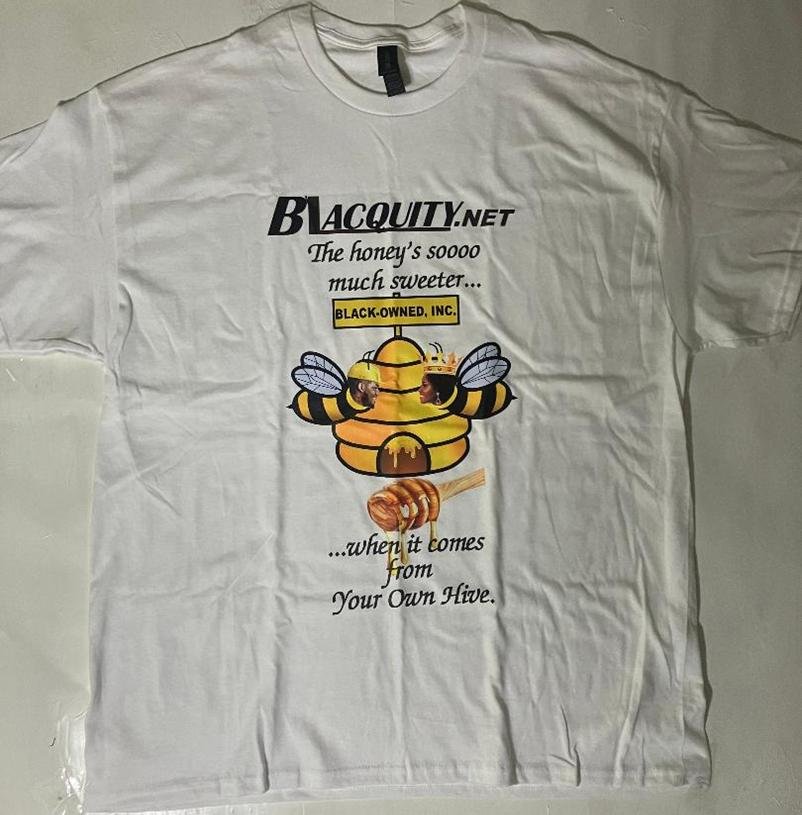 BLACQUITY.NET
The honey's soooo
much sweeter...
BLACK-OWNED, INC.
...when it comes
from
Your Own Hive.